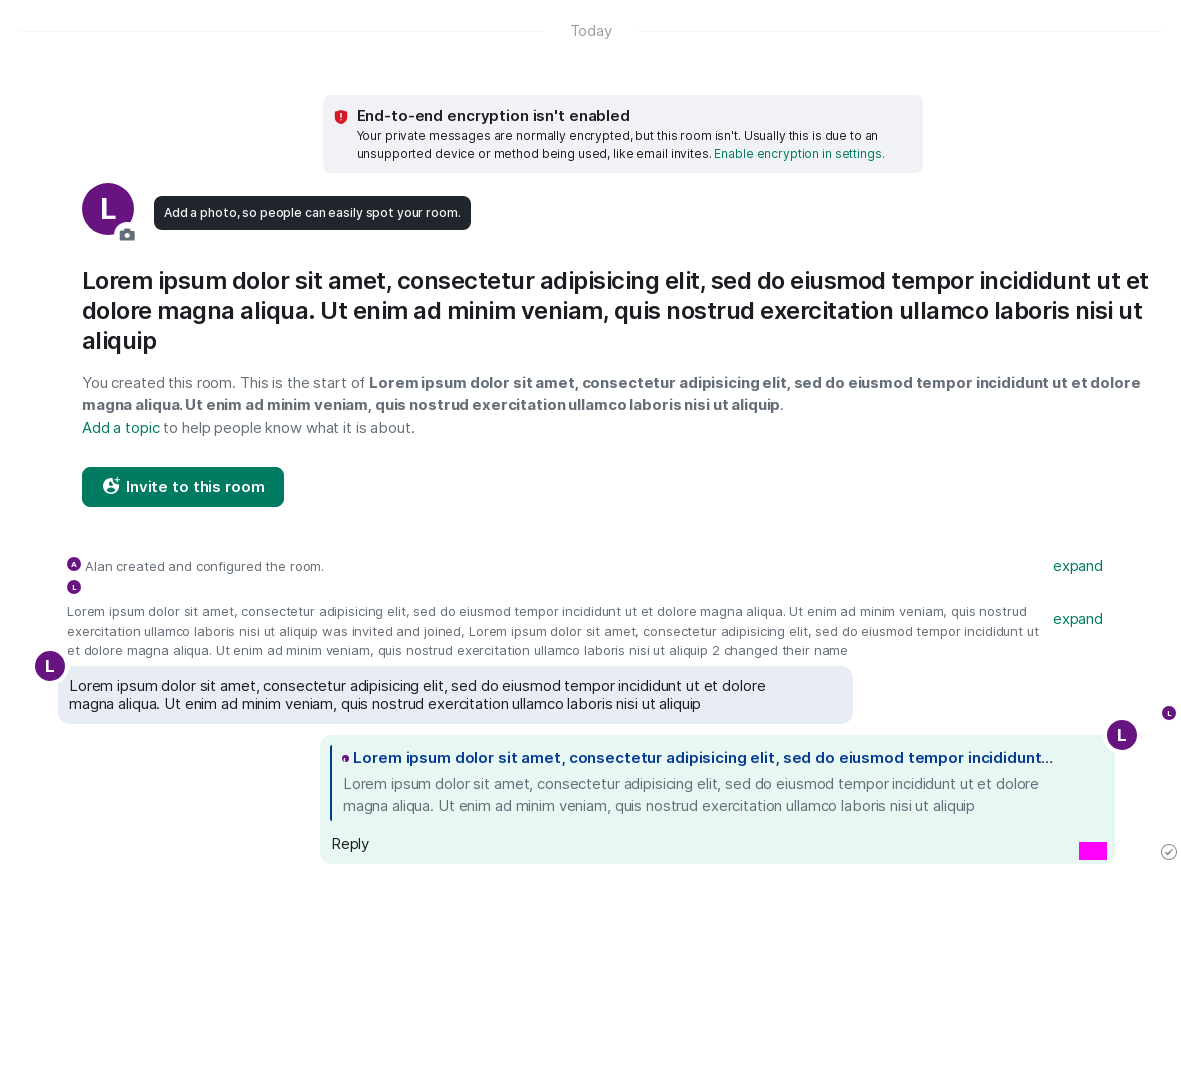 Today
End-to-end encryption isn't enabled
Your private messages are normally encrypted, but this room isn't. Usually this is due to an
unsupported device or method being used, like email invites. Enable encryption in settings.
L
Add a photo, so people can easily spot your room.
Lorem ipsum dolor sit amet, consectetur adipisicing elit, sed do eiusmod tempor incididunt ut et
dolore magna aliqua. Ut enim ad minim veniam, quis nostrud exercitation ullamco laboris nisi ut
aliquip
You created this room. This is the start of Lorem ipsum dolor sit amet, consectetur adipisicing elit, sed do eiusmod tempor incididunt ut et dolore
magna aliqua. Ut enim ad minim veniam, quis nostrud exercitation ullamco laboris nisi ut aliquip.
Add a topic to help people know what it is about.
Invite to this room
A Alan created and configured the room. expand
L
Lorem ipsum dolor sit amet, consectetur adipisicing elit, sed do eiusmod tempor incididunt ut et dolore magna aliqua. Ut enim ad minim veniam, quis nostrud
expand
exercitation ullamco laboris nisi ut aliquip was invited and joined, Lorem ipsum dolor sit amet, consectetur adipisicing elit, sed do eiusmod tempor incididunt ut
et dolore magna aliqua. Ut enim ad minim veniam, quis nostrud exercitation ullamco laboris nisi ut aliquip 2 changed their name
L
Lorem ipsum dolor sit amet, consectetur adipisicing elit, sed do eiusmod tempor incididunt ut et dolore
magna aliqua. Ut enim ad minim veniam, quis nostrud exercitation ullamco laboris nisi ut aliquip
L
L
Lorem ipsum dolor sit amet, consectetur adipisicing elit, sed do eiusmod tempor incididunt…
Lorem ipsum dolor sit amet, consectetur adipisicing elit, sed do eiusmod tempor incididunt ut et dolore
magna aliqua. Ut enim ad minim veniam, quis nostrud exercitation ullamco laboris nisi ut aliquip
Reply